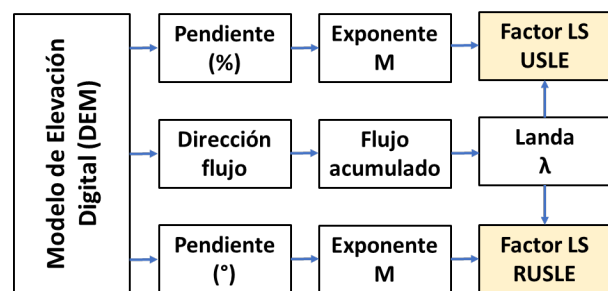 Modelo de Elevación
Digital (DEM)
Pendiente
(%)
Exponente
M
Factor LS
USLE
Dirección
flujo
Flujo
acumulado
Landa
λ
Pendiente
(°)
Exponente
M
Factor LS
RUSLE